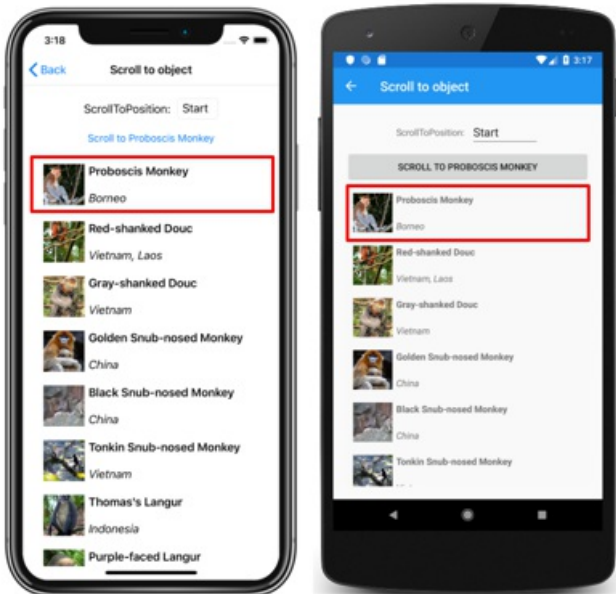 3:18
Back
Scroll to object
ScrollToPosition: Start
Scroll to Proboscis Monkey
Proboscis Monkey
Borneo
Red-shanked Douc
Vietnam, Laos
Gray-shanked Douc
Vietnam
Golden Snub-nosed Monkey
China
Black Snub-nosed Monkey
China
Tonkin Snub-nosed Monkey
Vietnam
Thomas's Langur
Indonesia
Purple-faced Langur
3:17
Scroll to object
ScrollToPosition: Start
SCROLL TO PROBOSCIS MONKEY
Proboscis Monkey
Borneo
Red-shanked Douc
Vietnam, Laos
Gray-shanked Douc
Vietnam
Golden Snub-nosed Monkey
China
Black Snub-nosed Monkey
China
Tonkin Snub-nosed Monkey